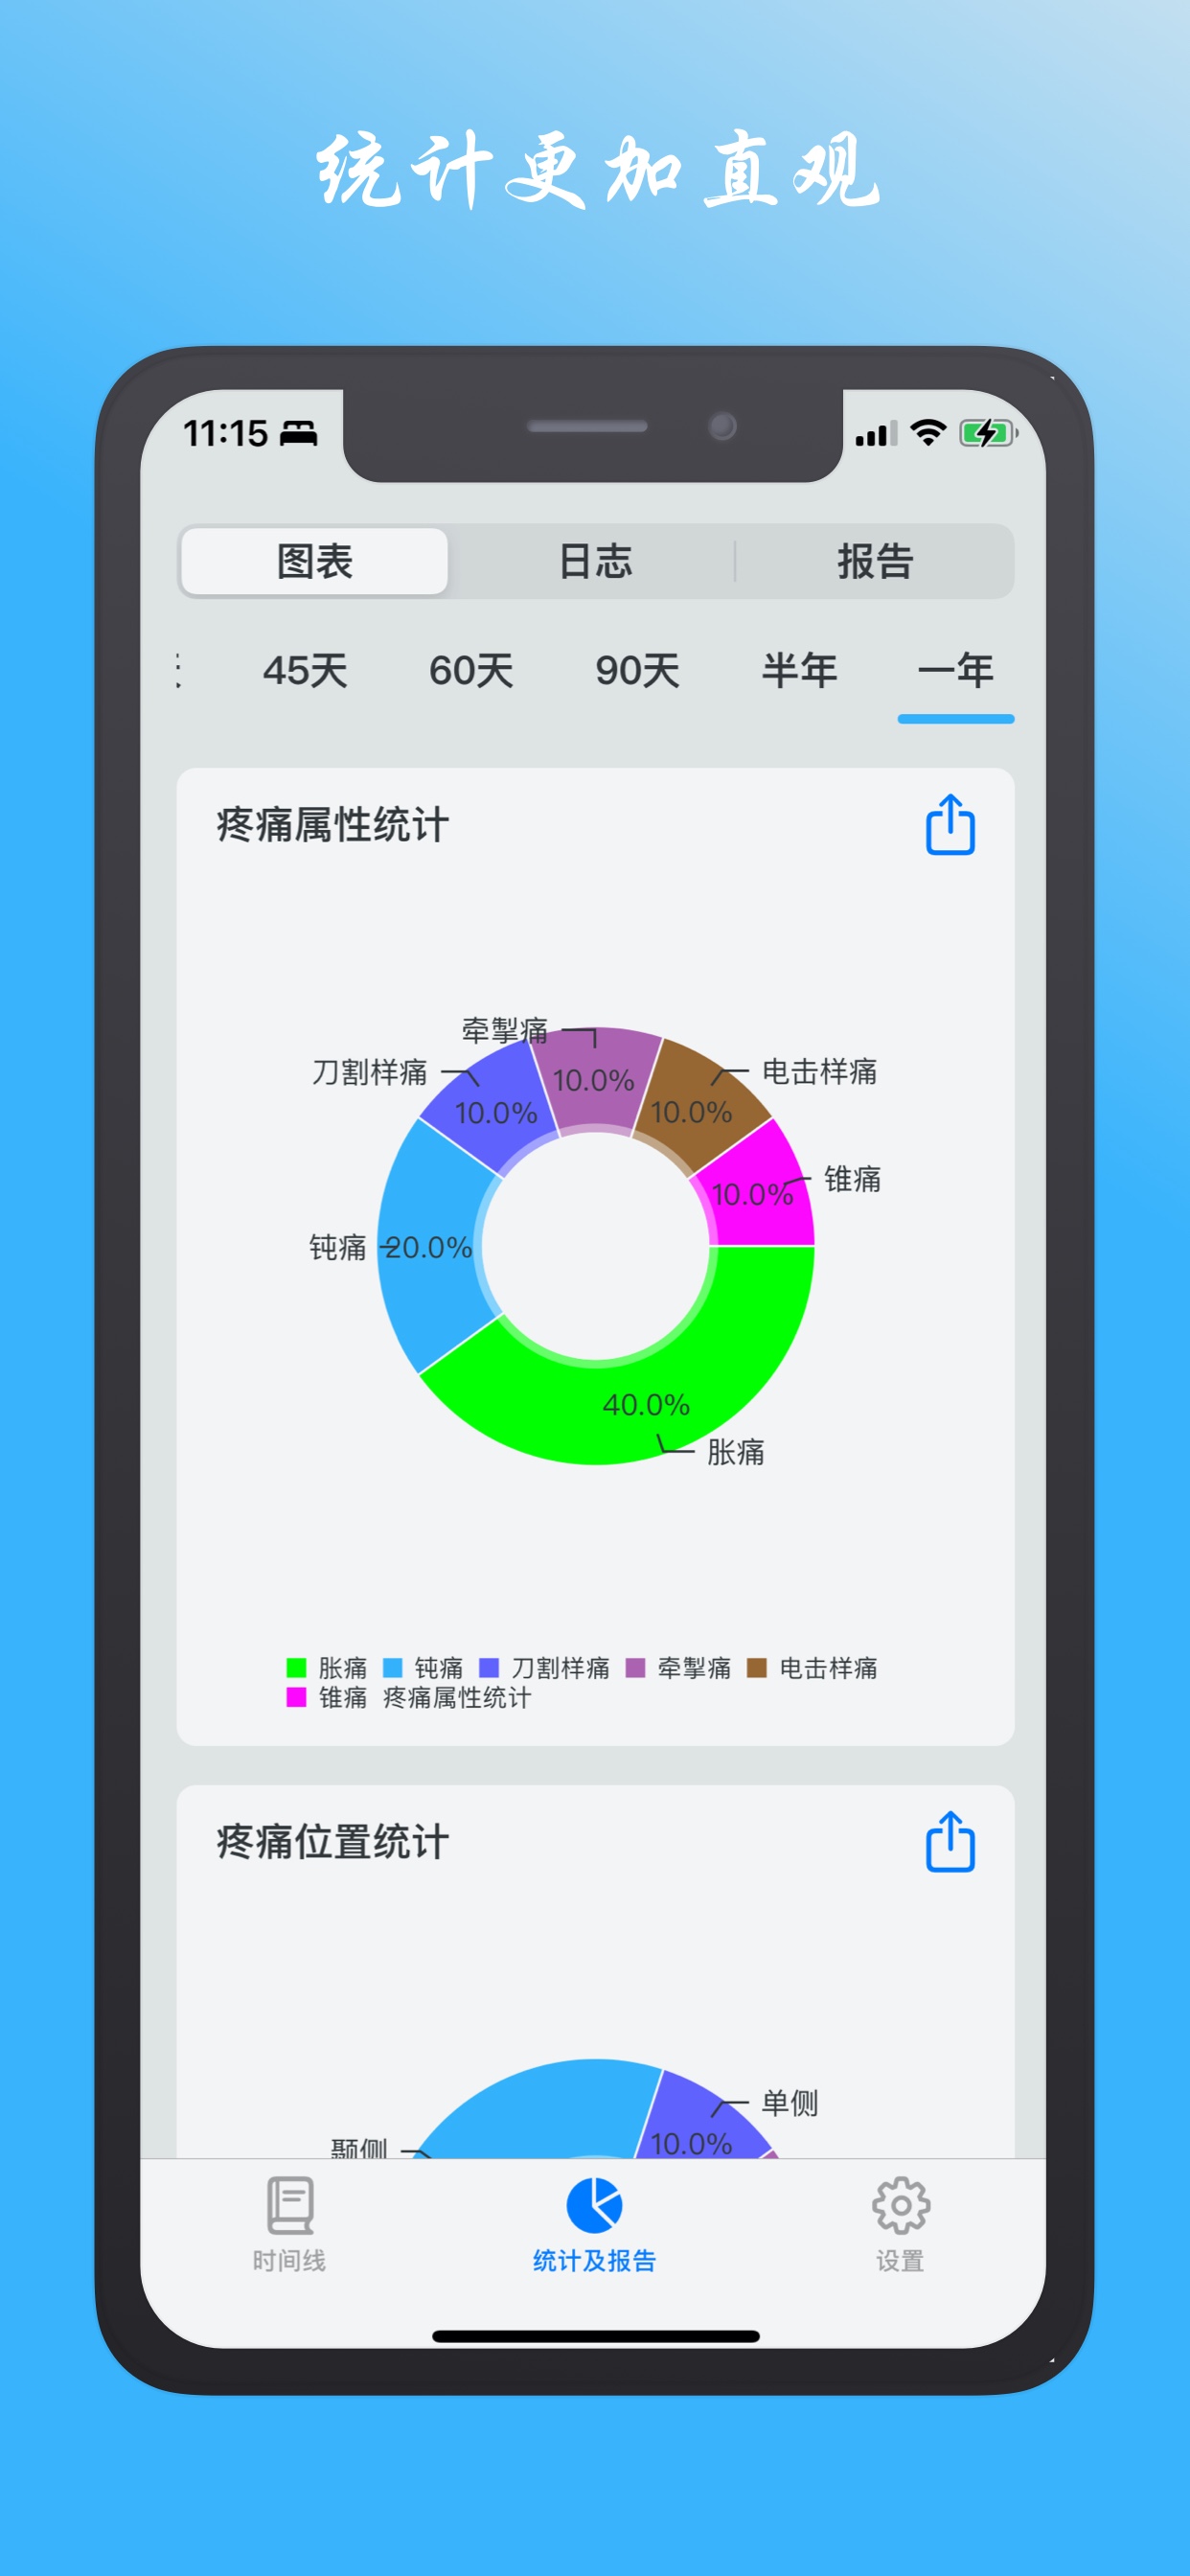 统计更加直观
11:15
图表 日志 报告
45天 60天 90天 半年 一年
疼痛属性统计
牵掣痛
刀割样痛 电击样痛
10.0%
10.0% 10.0%
10.0% 锥痛
钝痛 20.0%
40.0%
胀痛
胀痛 钝痛 刀割样痛 牵掣痛 电击样痛
锥痛 疼痛属性统计
疼痛位置统计
单侧
10.0%
颞侧
时间线 统计及报告 设置